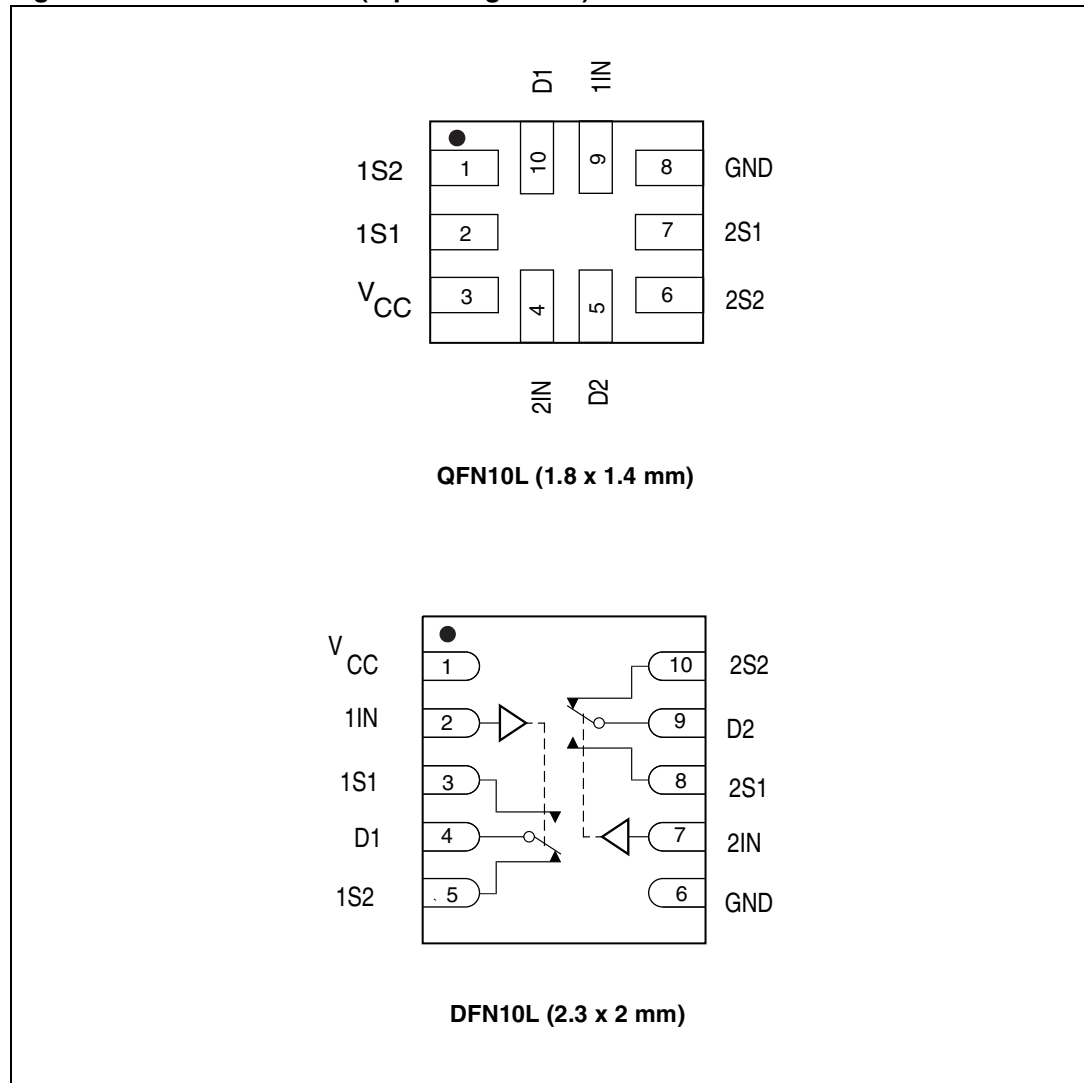 D1 1IN
1S2 1 10 9 8 GND
1S1 2 7 2S1
VCC 3 4 5 6 2S2
2IN D2
QFN10L (1.8 x 1.4 mm)
VCC 1 10 2S2
1IN 2 9 D2
1S1 3 8 2S1
D1 4 7 2IN
1S2 5 6 GND
DFN10L (2.3 x 2 mm)